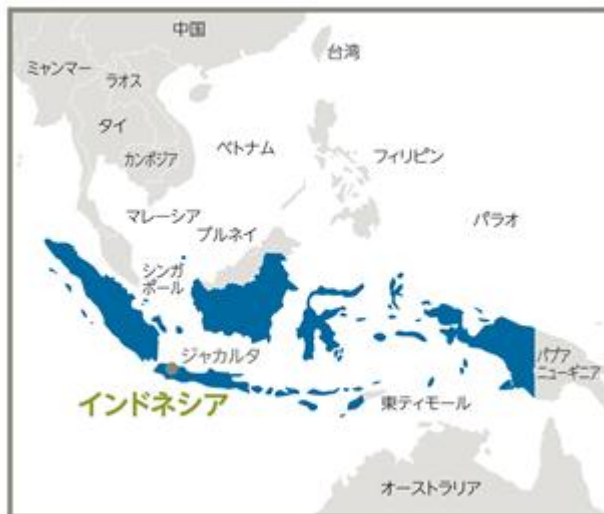 中国
台湾
ミャンマー
ラオス
タイ
カンボジア
ベトナム
フィリピン
マレーシア
ブルネイ
パラオ
シンガ
ポール
ジャカルタ
インドネシア
パプア
ニューギニア
東ティモール
オーストラリア